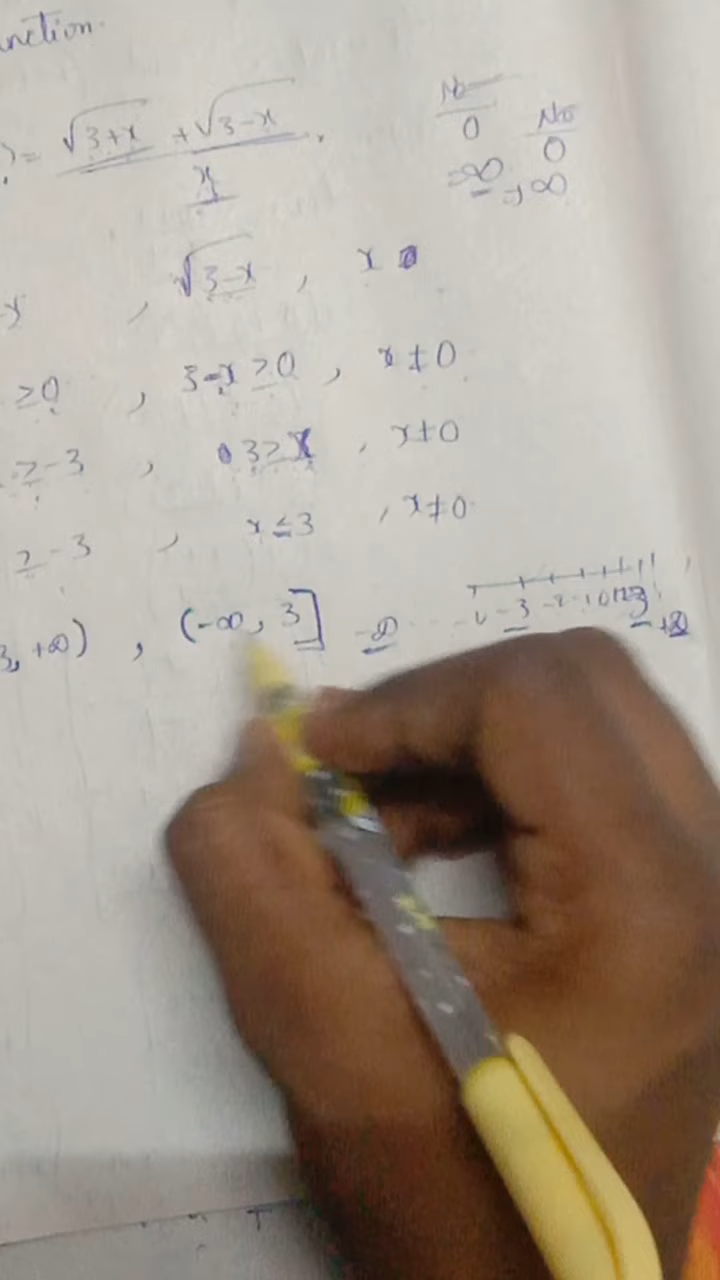 unction.
) = √3+x + √3-x / x . No/0 No/0
-∞, ∞
-x , √3-x , x
≥0 , 3-x ≥0 , x≠0
≥-3 , 3≥x , x≠0
≥-3 , x≤3 , x≠0
3, +∞) , (-∞, 3] -∞ -3 -2 -1 0 1 2 3 +∞